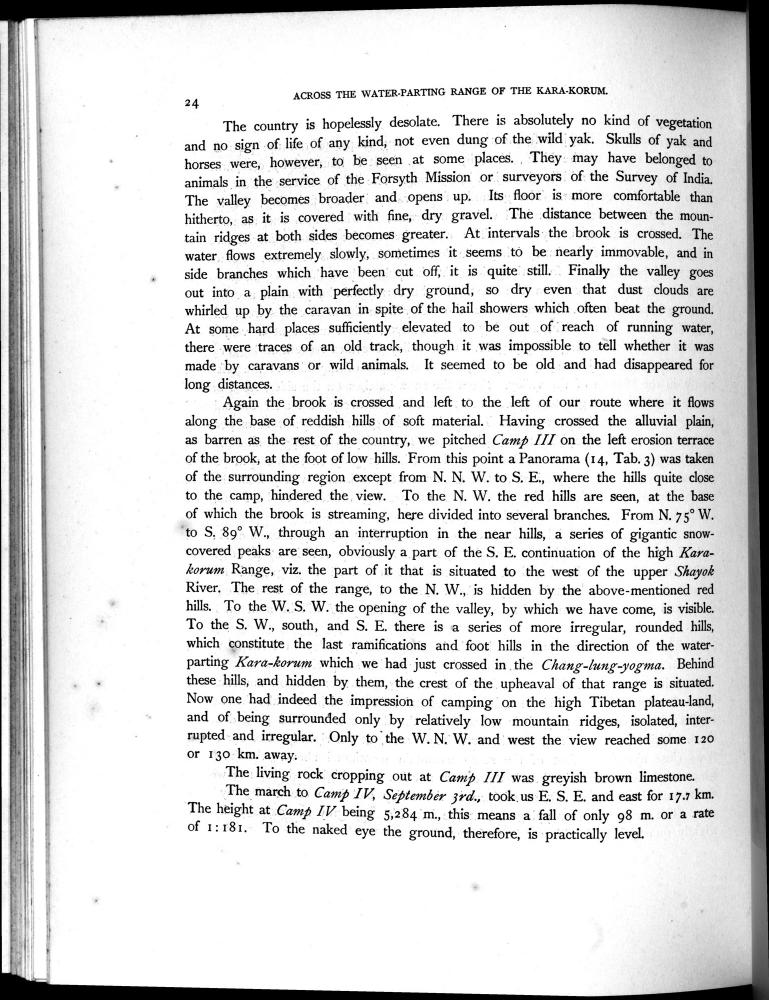 24
ACROSS THE WATER-PARTING RANGE OF THE KARA-KORUM.
The country is hopelessly desolate. There is absolutely no kind of vegetation
and no sign of life of any kind, not even dung of the wild yak. Skulls of yak and
horses were, however, to be seen at some places. They may have belonged to
animals in the service of the Forsyth Mission or surveyors of the Survey of India.
The valley becomes broader and opens up. Its floor is more comfortable than
hitherto, as it is covered with fine, dry gravel. The distance between the moun-
tain ridges at both sides becomes greater. At intervals the brook is crossed. The
water flows extremely slowly, sometimes it seems to be nearly immovable, and in
side branches which have been cut off, it is quite still. Finally the valley goes
out into a plain with perfectly dry ground, so dry even that dust clouds are
whirled up by the caravan in spite of the hail showers which often beat the ground.
At some hard places sufficiently elevated to be out of reach of running water,
there were traces of an old track, though it was impossible to tell whether it was
made by caravans or wild animals. It seemed to be old and had disappeared for
long distances.
Again the brook is crossed and left to the left of our route where it flows
along the base of reddish hills of soft material. Having crossed the alluvial plain,
as barren as the rest of the country, we pitched Camp III on the left erosion terrace
of the brook, at the foot of low hills. From this point a Panorama (14, Tab. 3) was taken
of the surrounding region except from N. N. W. to S. E., where the hills quite close
to the camp, hindered the view. To the N. W. the red hills are seen, at the base
of which the brook is streaming, here divided into several branches. From N. 75° W.
to S. 89° W., through an interruption in the near hills, a series of gigantic snow-
covered peaks are seen, obviously a part of the S. E. continuation of the high Kara-
korum Range, viz. the part of it that is situated to the west of the upper Shayok
River. The rest of the range, to the N. W., is hidden by the above-mentioned red
hills. To the W. S. W. the opening of the valley, by which we have come, is visible.
To the S. W., south, and S. E. there is a series of more irregular, rounded hills,
which constitute the last ramifications and foot hills in the direction of the water-
parting Kara-korum which we had just crossed in the Chang-lung-yogma. Behind
these hills, and hidden by them, the crest of the upheaval of that range is situated.
Now one had indeed the impression of camping on the high Tibetan plateau-land,
and of being surrounded only by relatively low mountain ridges, isolated, inter-
rupted and irregular. Only to the W. N. W. and west the view reached some 120
or 130 km. away.
The living rock cropping out at Camp III was greyish brown limestone.
The march to Camp IV, September 3rd., took us E. S. E. and east for 17.7 km.
The height at Camp IV being 5,284 m., this means a fall of only 98 m. or a rate
of 1:181. To the naked eye the ground, therefore, is practically level.